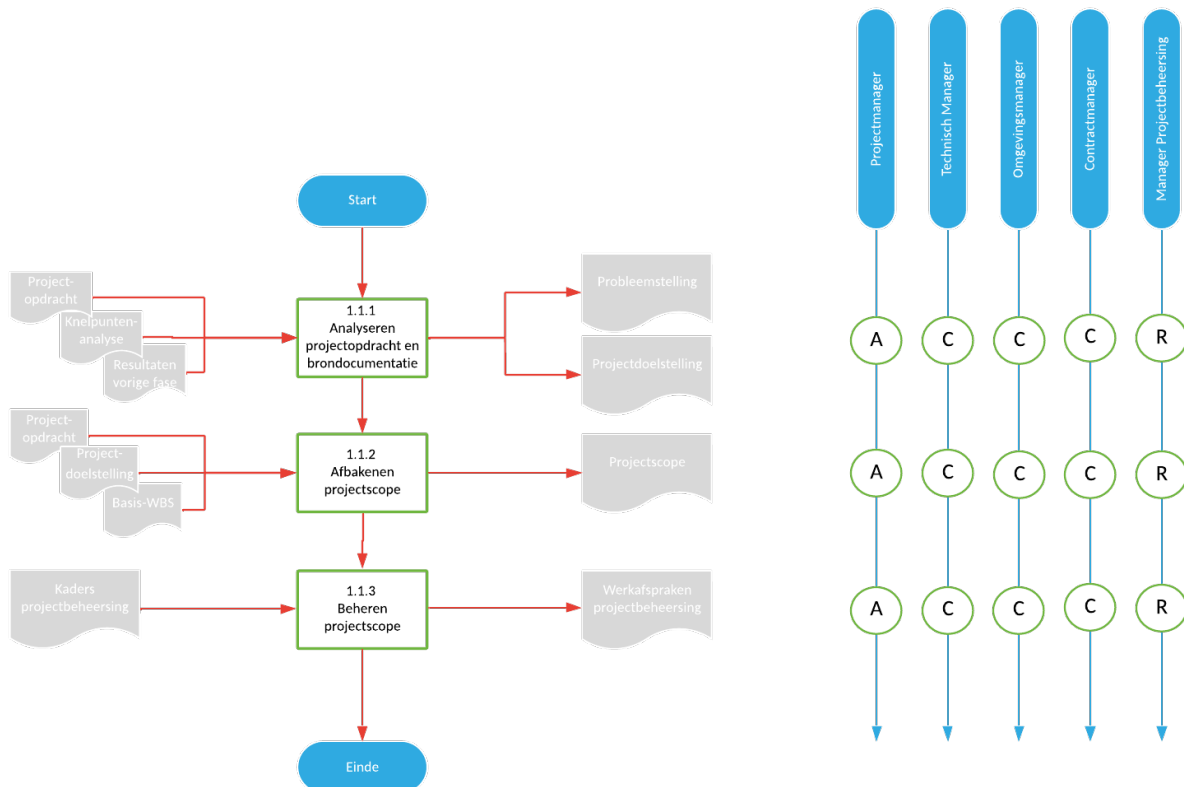 Projectmanager
Technisch Manager
Omgevingsmanager
Contractmanager
Manager Projectbeheersing
Start
Project-
opdracht
Knelpunten-
analyse
Resultaten
vorige fase
1.1.1
Analyseren
projectopdracht en
brondocumentatie
Probleemstelling
Projectdoelstelling
A
C
C
C
R
Project-
opdracht
Project-
doelstelling
Basis-WBS
1.1.2
Afbakenen
projectscope
Projectscope
A
C
C
C
R
Kaders
projectbeheersing
1.1.3
Beheren
projectscope
Werkafspraken
projectbeheersing
A
C
C
C
R
Einde